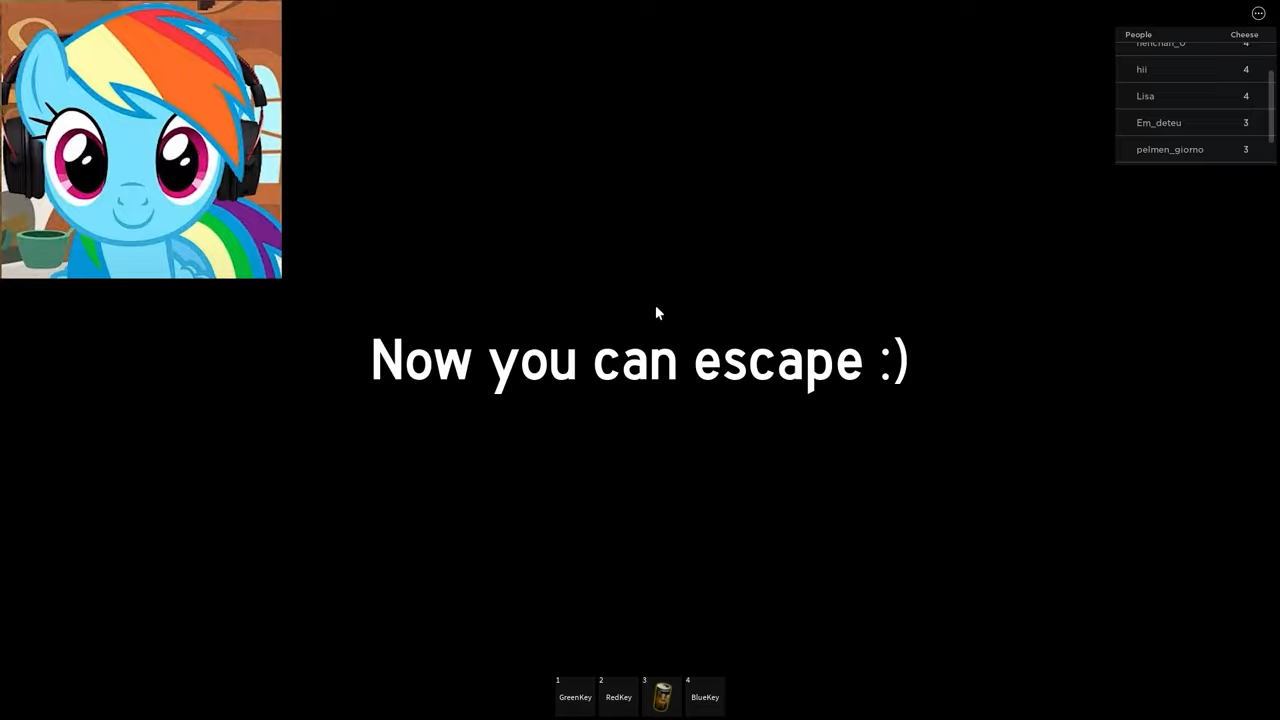 People Cheese
hii 4
Lisa 4
Em_deteu 3
pelmen_giorno 3
Now you can escape :)
1 2 3 4
GreenKey RedKey BlueKey